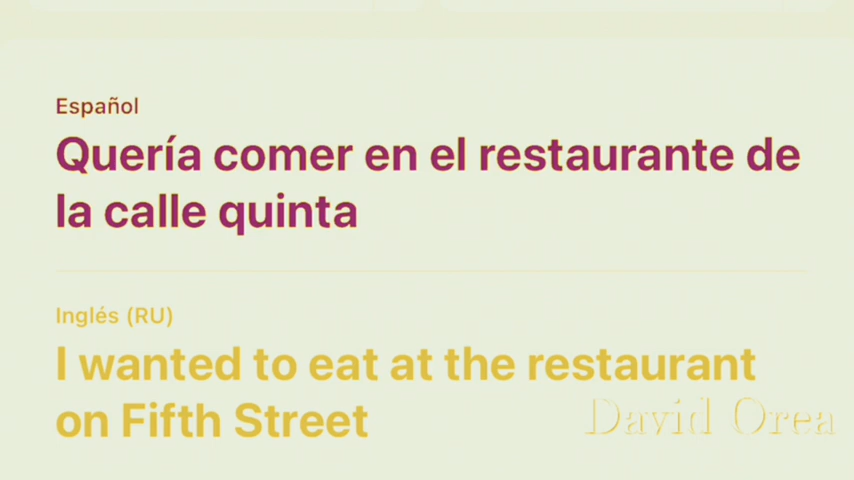 Español
Quería comer en el restaurante de
la calle quinta
Inglés (RU)
I wanted to eat at the restaurant
on Fifth Street
David Orea